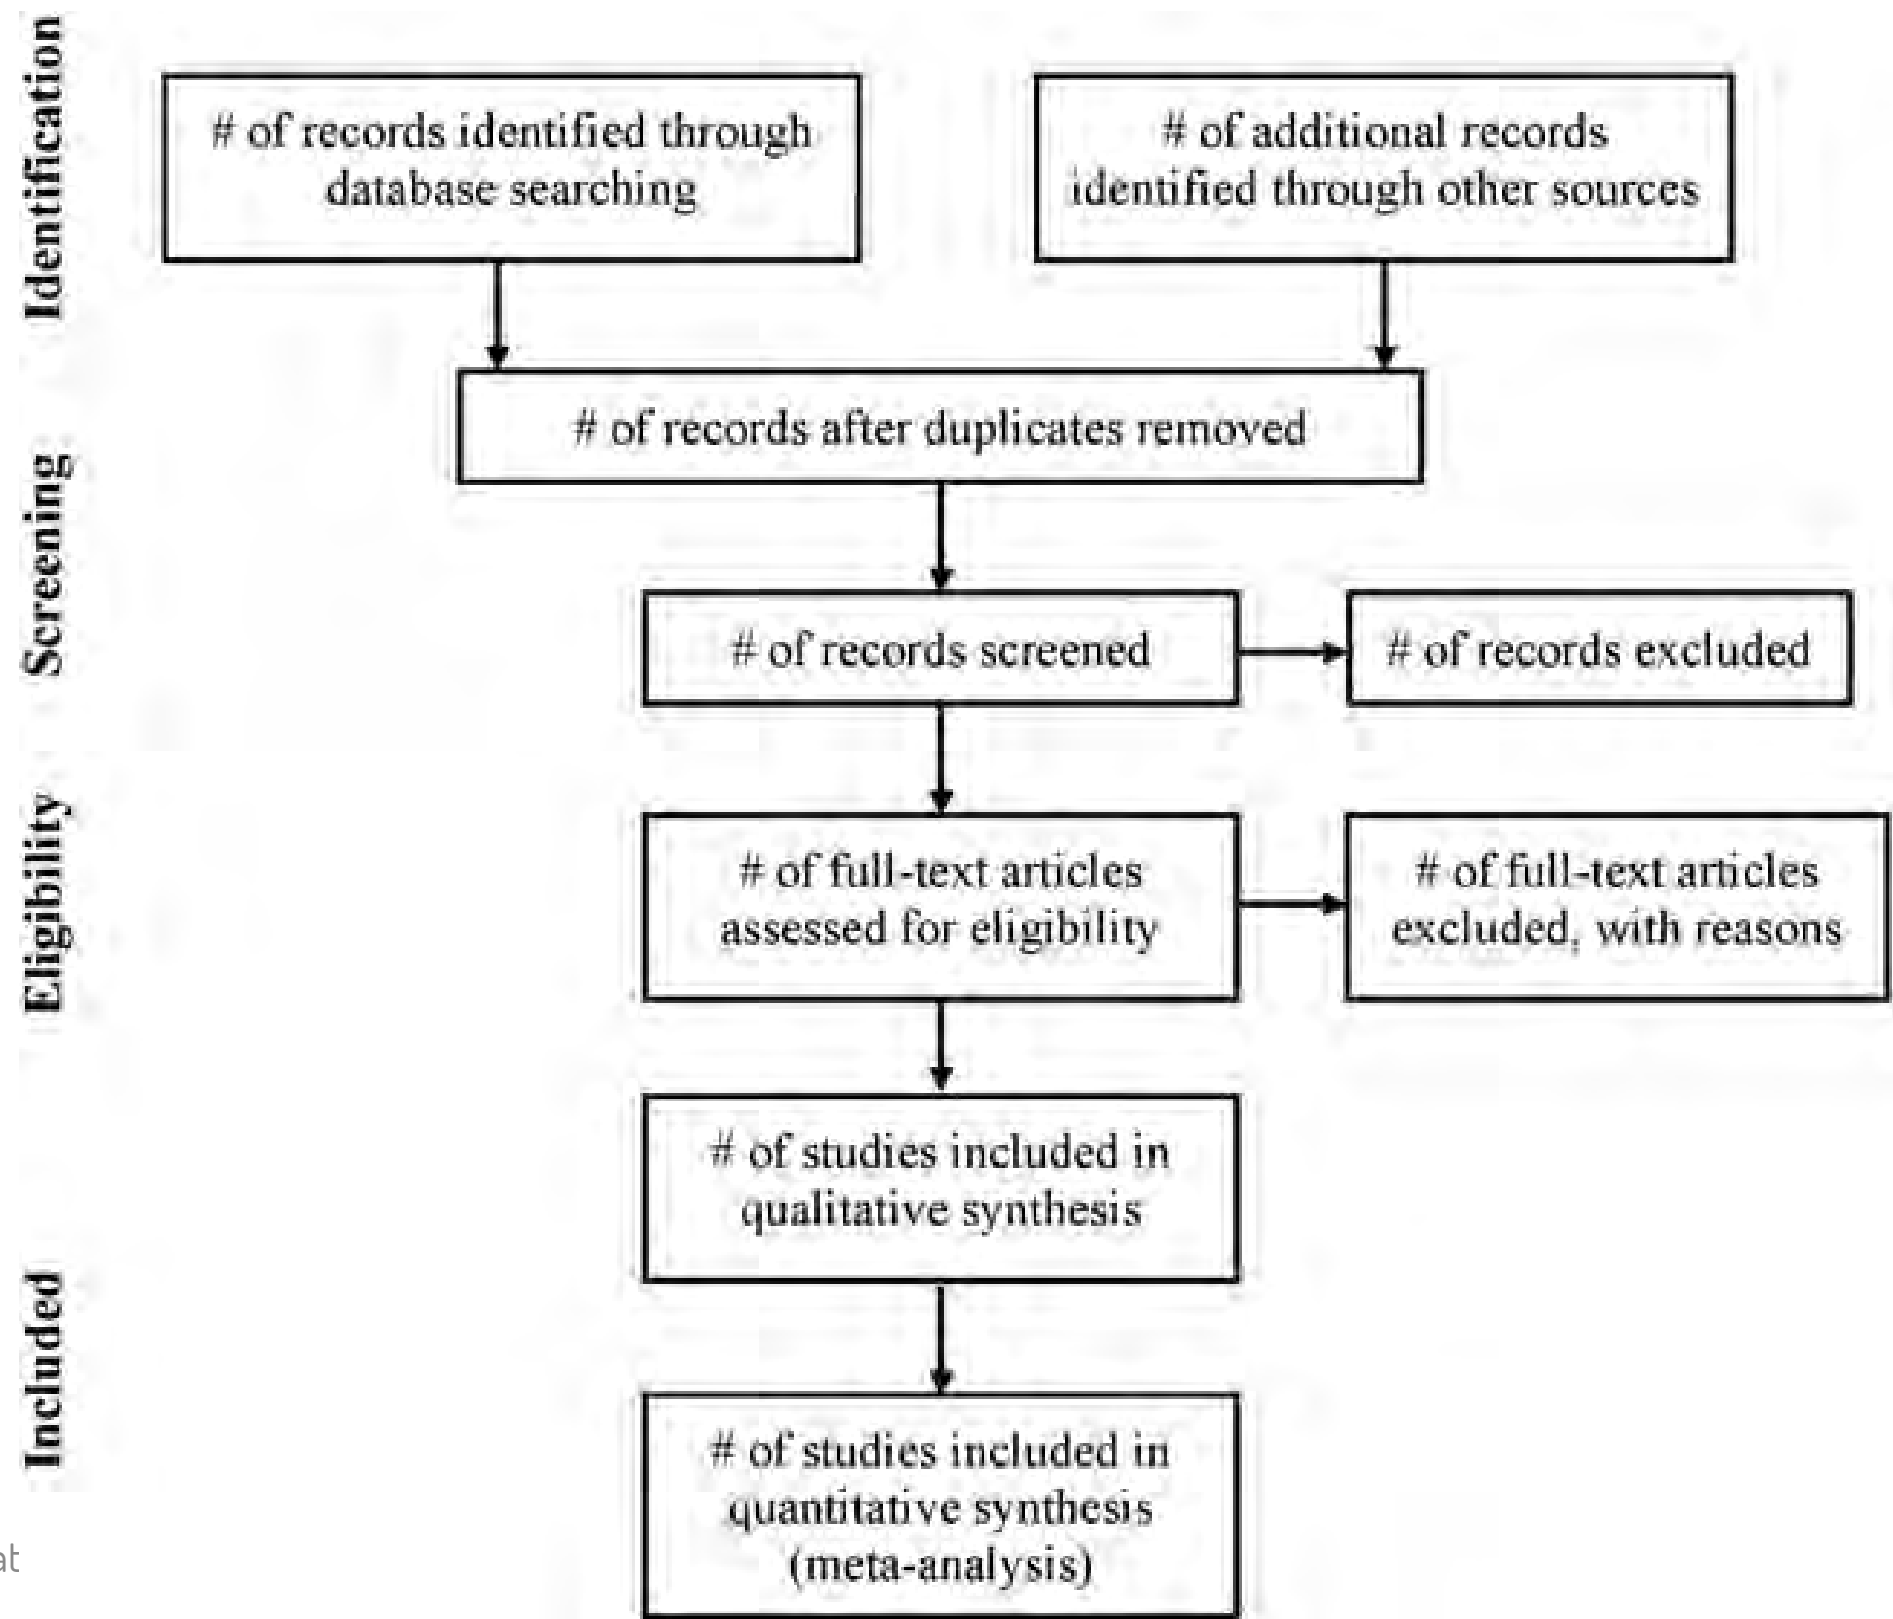 Identification
# of records identified through
database searching
# of additional records
identified through other sources
# of records after duplicates removed
Screening
# of records screened
# of records excluded
Eligibility
# of full-text articles
assessed for eligibility
# of full-text articles
excluded, with reasons
# of studies included in
qualitative synthesis
Included
# of studies included in
quantitative synthesis
(meta-analysis)
at